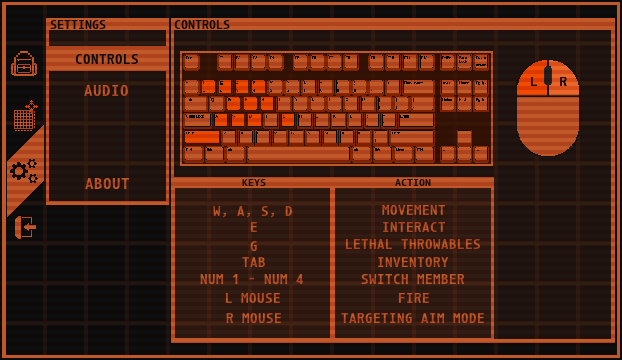 SETTINGS
CONTROLS
CONTROLS
AUDIO
ABOUT
L R
KEYS ACTION
W, A, S, D MOVEMENT
E INTERACT
G LETHAL THROWABLES
TAB INVENTORY
NUM 1 - NUM 4 SWITCH MEMBER
L MOUSE FIRE
R MOUSE TARGETING AIM MODE